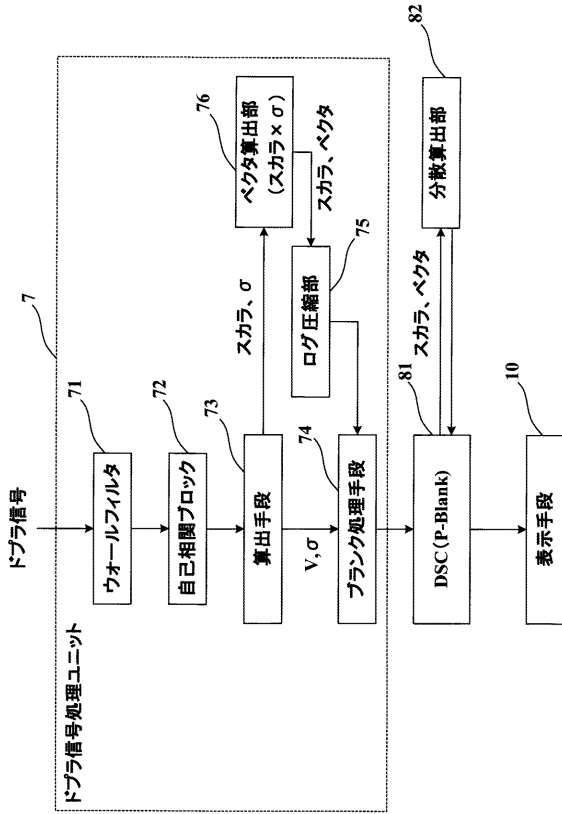 ドプラ信号
7
ドプラ信号処理ユニット
71
ウォールフィルタ
72
自己相関ブロック
73
算出手段
スカラ、σ
76
ベクタ算出部
(スカラ×σ)
スカラ、ベクタ
75
ログ圧縮部
V,σ
74
ブランク処理手段
81
DSC(P-Blank)
スカラ、ベクタ
82
分散算出部
10
表示手段